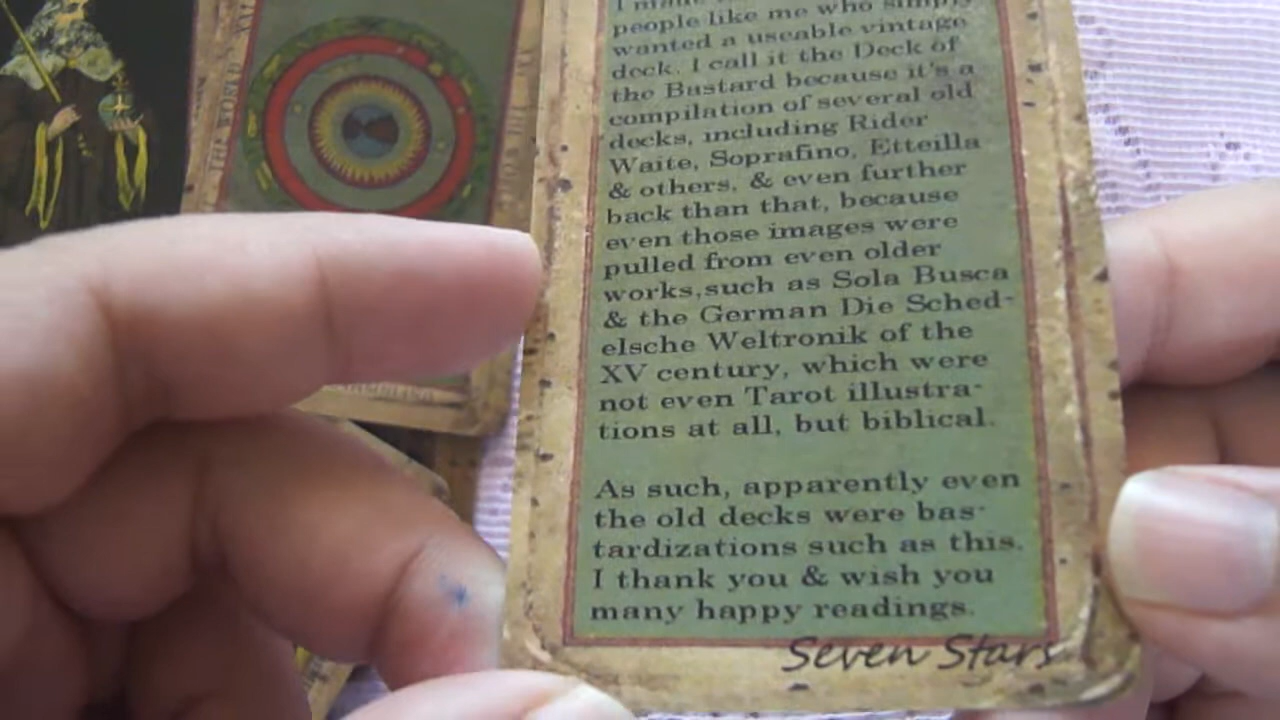 people like me who simply
wanted a useable vintage
deck. I call it the Deck of
the Bustard because it's a
compilation of several old
decks, including Rider
Waite, Soprafino, Etteilla
& others, & even further
back than that, because
even those images were
pulled from even older
works,such as Sola Busca
& the German Die Sched-
elsche Weltronik of the
XV century, which were
not even Tarot illustra-
tions at all, but biblical.
As such, apparently even
the old decks were bas-
tardizations such as this.
I thank you & wish you
many happy readings.
Seven Stars